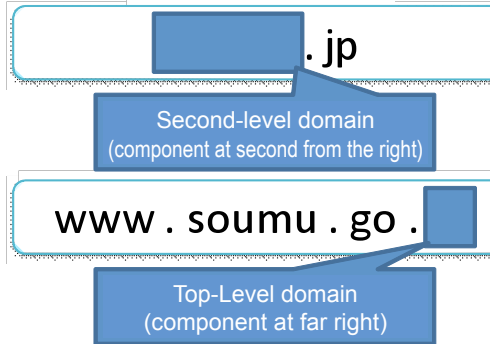 . jp
Second-level domain
(component at second from the right)
www . soumu . go .
Top-Level domain
(component at far right)